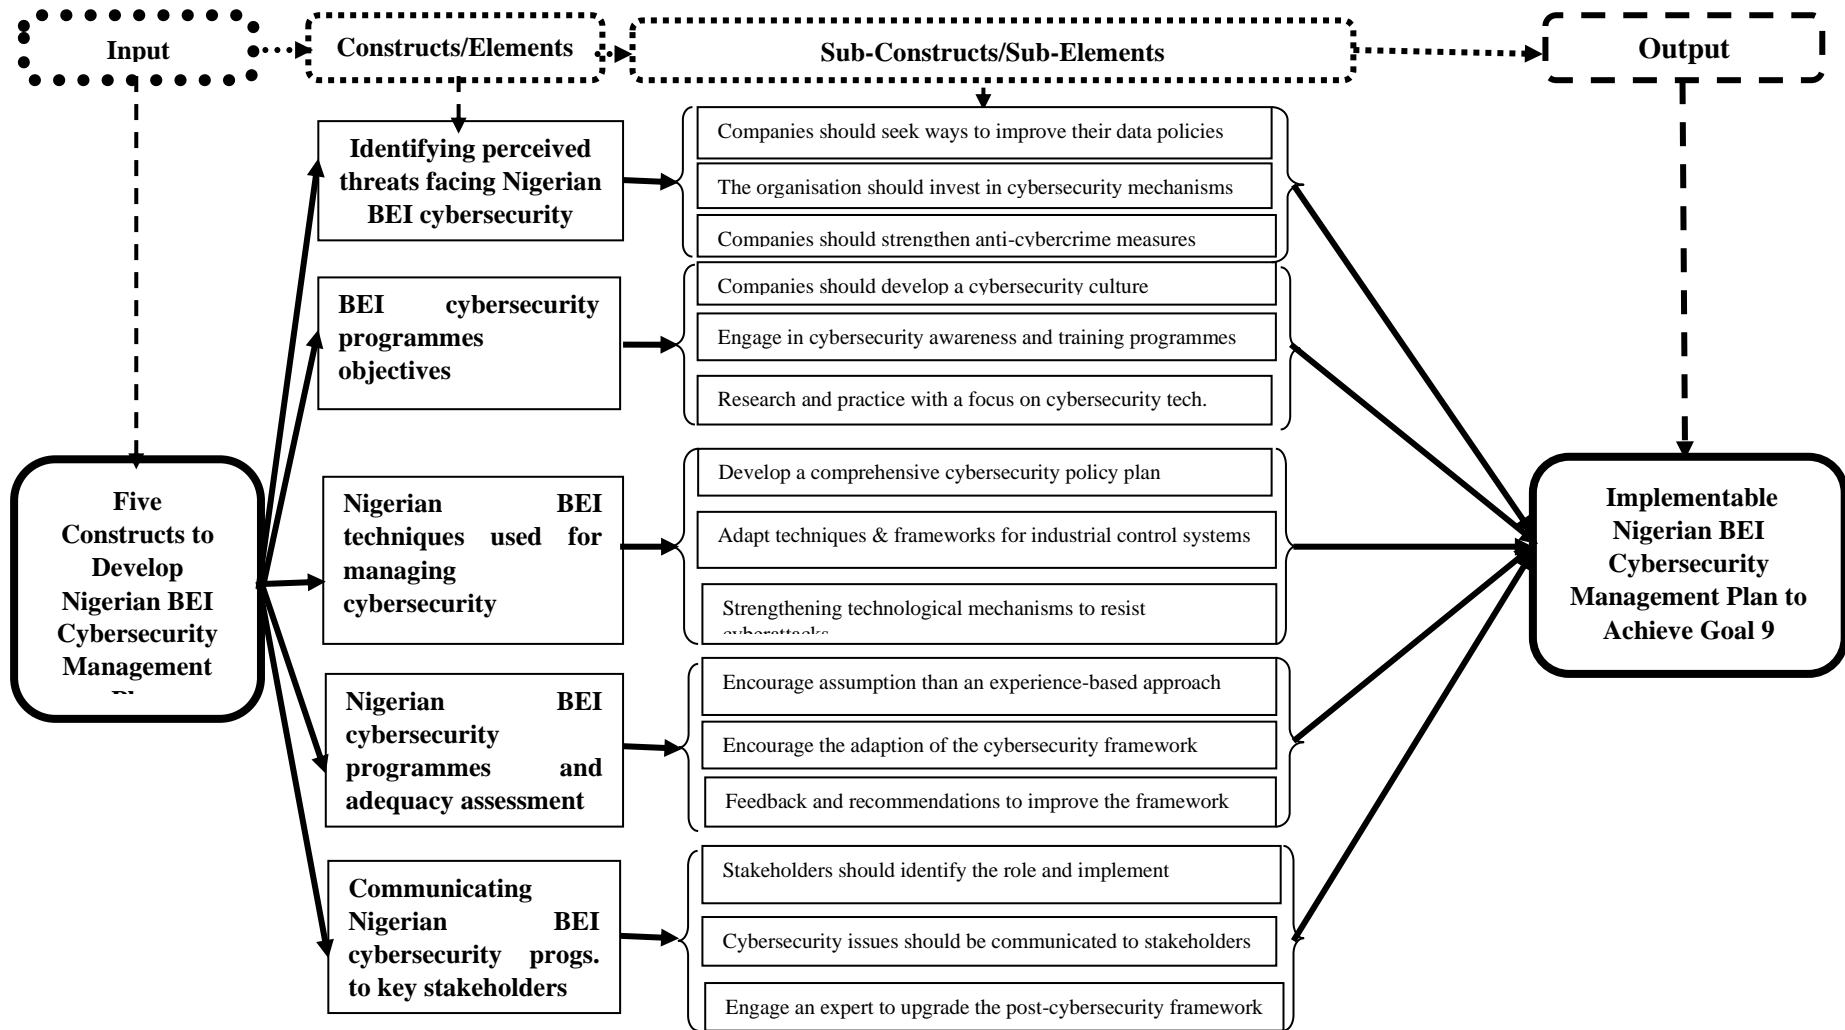 Input
Constructs/Elements
Sub-Constructs/Sub-Elements
Output
Five
Constructs to
Develop
Nigerian BEI
Cybersecurity
Management
Identifying perceived
threats facing Nigerian
BEI cybersecurity
Companies should seek ways to improve their data policies
The organisation should invest in cybersecurity mechanisms
Companies should strengthen anti-cybercrime measures
BEI cybersecurity
programmes
objectives
Companies should develop a cybersecurity culture
Engage in cybersecurity awareness and training programmes
Research and practice with a focus on cybersecurity tech.
Nigerian BEI
techniques used for
managing
cybersecurity
Develop a comprehensive cybersecurity policy plan
Adapt techniques & frameworks for industrial control systems
Strengthening technological mechanisms to resist
cyberattacks
Nigerian BEI
cybersecurity
programmes and
adequacy assessment
Encourage assumption than an experience-based approach
Encourage the adaption of the cybersecurity framework
Feedback and recommendations to improve the framework
Communicating
Nigerian BEI
cybersecurity progs.
to key stakeholders
Stakeholders should identify the role and implement
Cybersecurity issues should be communicated to stakeholders
Engage an expert to upgrade the post-cybersecurity framework
Implementable
Nigerian BEI
Cybersecurity
Management Plan to
Achieve Goal 9